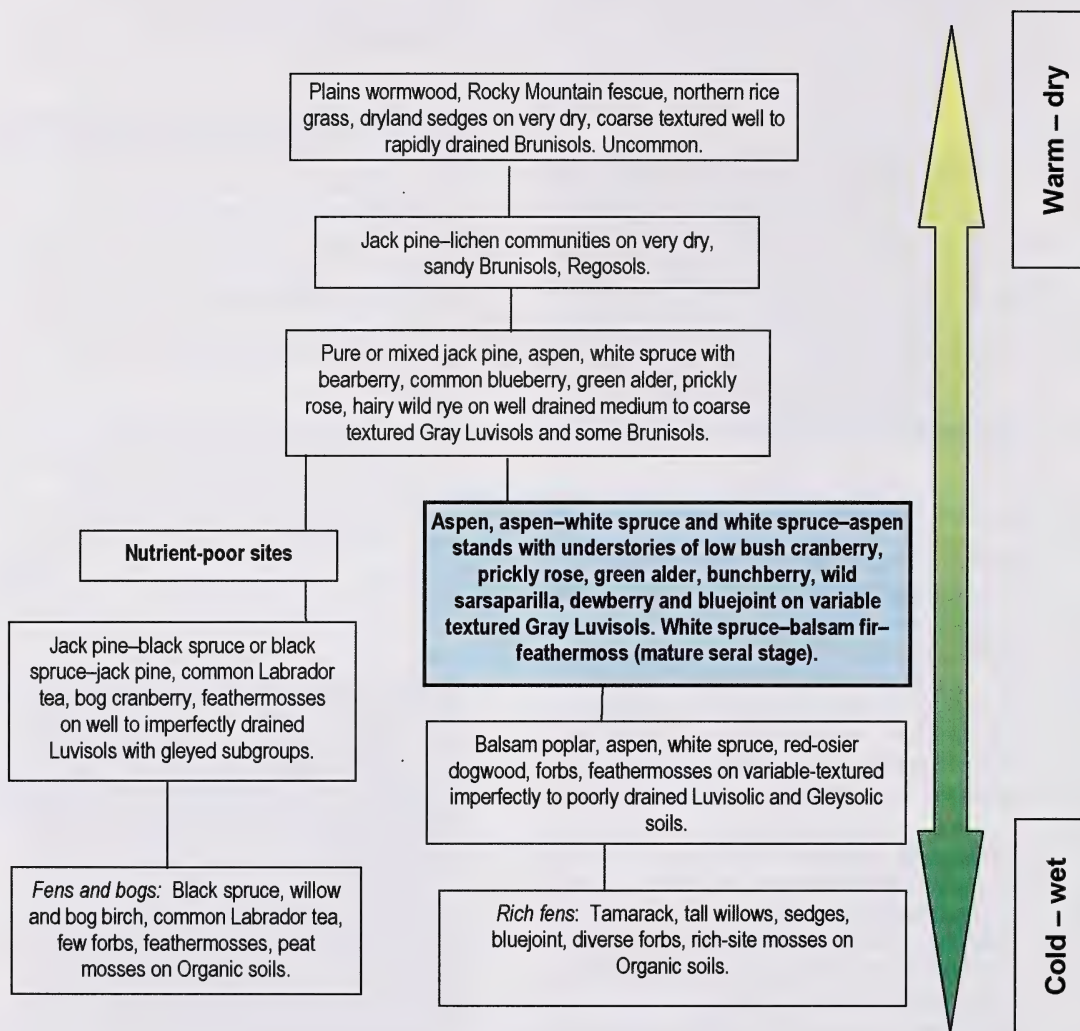 Plains wormwood, Rocky Mountain fescue, northern rice
grass, dryland sedges on very dry, coarse textured well to
rapidly drained Brunisols. Uncommon.
Jack pine–lichen communities on very dry,
sandy Brunisols, Regosols.
Pure or mixed jack pine, aspen, white spruce with
bearberry, common blueberry, green alder, prickly
rose, hairy wild rye on well drained medium to coarse
textured Gray Luvisols and some Brunisols.
Nutrient-poor sites
Jack pine–black spruce or black
spruce–jack pine, common Labrador
tea, bog cranberry, feathermosses
on well to imperfectly drained
Luvisols with gleyed subgroups.
Fens and bogs: Black spruce, willow
and bog birch, common Labrador tea,
few forbs, feathermosses, peat
mosses on Organic soils.
Aspen, aspen–white spruce and white spruce–aspen
stands with understories of low bush cranberry,
prickly rose, green alder, bunchberry, wild
sarsaparilla, dewberry and bluejoint on variable
textured Gray Luvisols. White spruce–balsam fir–
feathermoss (mature seral stage).
Balsam poplar, aspen, white spruce, red-osier
dogwood, forbs, feathermosses on variable-textured
imperfectly to poorly drained Luvisolic and Gleysolic
soils.
Rich fens: Tamarack, tall willows, sedges,
bluejoint, diverse forbs, rich-site mosses on
Organic soils.
Warm – dry
Cold – wet